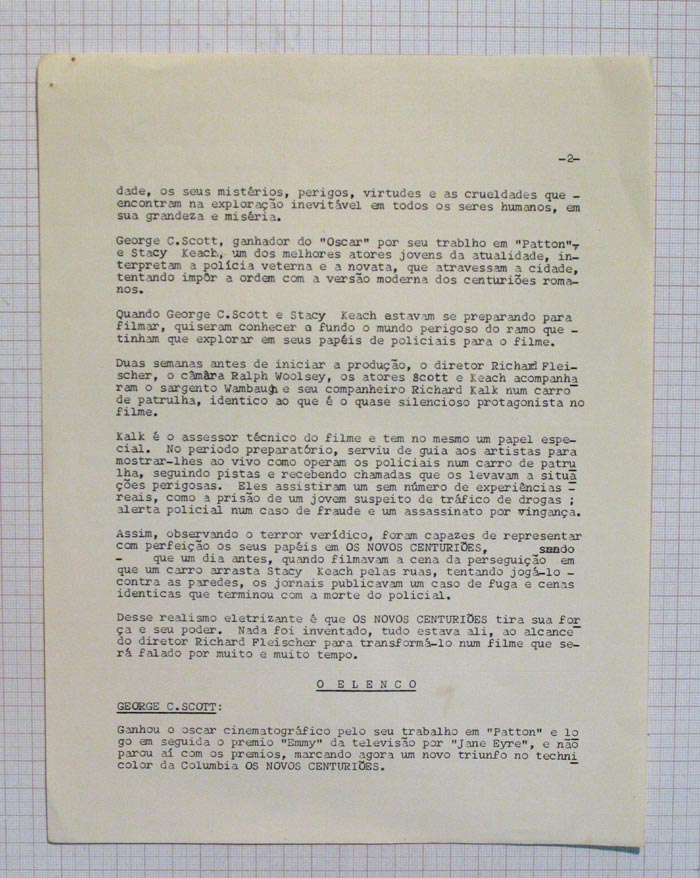 -2-
dade, os seus mistérios, perigos, virtudes e as crueldades que -
encontram na exploração inevitável em todos os seres humanos, em
sua grandeza e miséria.
George C.Scott, ganhador do "Oscar" por seu trablho em "Patton",
e Stacy Keach, um dos melhores atores jovens da atualidade, in-
terpretam a polícia veterna e a novata, que atravessam a cidade,
tentando impôr a ordem com a versão moderna dos centuriões roma-
nos.
Quando George C.Scott e Stacy Keach estavam se preparando para
filmar, quiseram conhecer a fundo o mundo perigoso do ramo que -
tinham que explorar em seus papéis de policiais para o filme.
Duas semanas antes de iniciar a produção, o diretor Richard Flei-
scher, o câmara Ralph Woolsey, os atores Scott e Keach acompanha
ram o sargento Wambaugh e seu companheiro Richard Kalk num carro
de patrulha, identico ao que é o quase silencioso protagonista no
filme.
Kalk é o assessor técnico do filme e tem no mesmo um papel espe-
cial. No periodo preparatório, serviu de guia aos artistas para
mostrar-lhes ao vivo como operam os policiais num carro de patru
lha, seguindo pistas e recebendo chamadas que os levavam a situa
ções perigosas. Eles assistiram um sem número de experiências -
reais, como a prisão de um jovem suspeito de tráfico de drogas ;
alerta policial num caso de fraude e um assassinato por vingança.
Assim, observando o terror verídico, foram capazes de representar
com perfeição os seus papéis em OS NOVOS CENTURIÕES, sendo
- que um dia antes, quando filmavam a cena da perseguição em
que um carro arrasta Stacy Keach pelas ruas, tentando jogá-lo -
contra as paredes, os jornais publicavam um caso de fuga e cenas
identicas que terminou com a morte do policial.
Desse realismo eletrizante é que OS NOVOS CENTURIÕES tira sua for
ça e seu poder. Nada foi inventado, tudo estava ali, ao alcance
do diretor Richard Fleischer para transformá-lo num filme que se-
rá falado por muito e muito tempo.
O ELENCO
GEORGE C.SCOTT:
Ganhou o oscar cinematográfico pelo seu trabalho em "Patton" e lo
go em seguida o premio "Emmy" da televisão por "Jane Eyre", e não
parou aí com os premios, marcando agora um novo triunfo no techni
color da Columbia OS NOVOS CENTURIÕES.